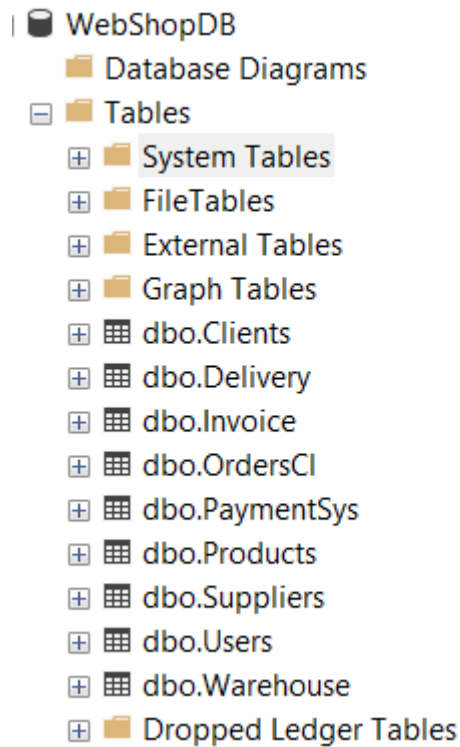 WebShopDB
Database Diagrams
Tables
System Tables
FileTables
External Tables
Graph Tables
dbo.Clients
dbo.Delivery
dbo.Invoice
dbo.OrdersCl
dbo.PaymentSys
dbo.Products
dbo.Suppliers
dbo.Users
dbo.Warehouse
Dropped Ledger Tables